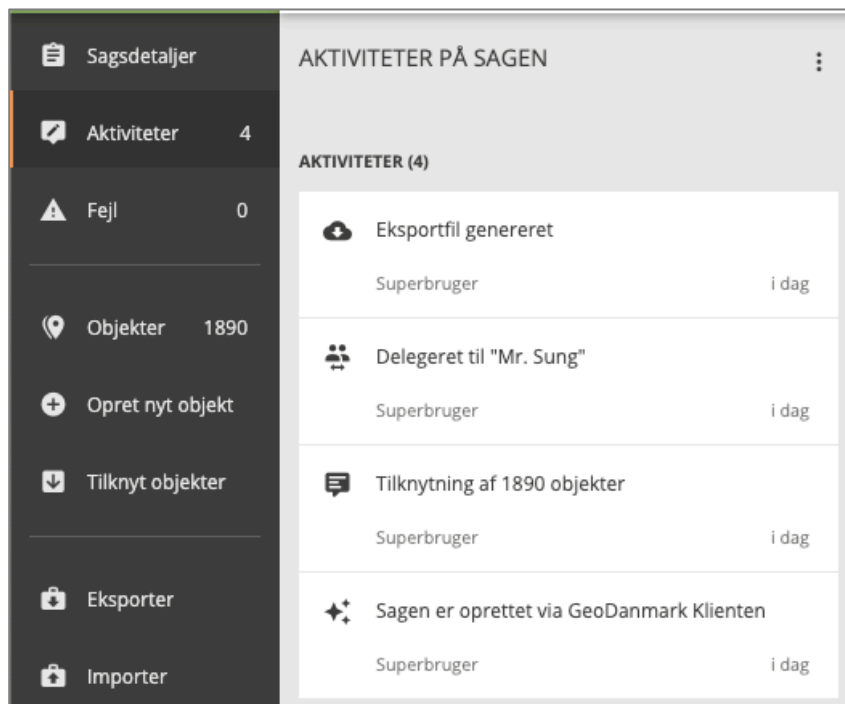 Sagsdetaljer
Aktiviteter 4
Fejl 0
Objekter 1890
Opret nyt objekt
Tilknyt objekter
Eksporter
Importer
AKTIVITETER PÅ SAGEN
AKTIVITETER (4)
Eksportfil genereret
Superbruger i dag
Delegeret til "Mr. Sung"
Superbruger i dag
Tilknytning af 1890 objekter
Superbruger i dag
Sagen er oprettet via GeoDanmark Klienten
Superbruger i dag